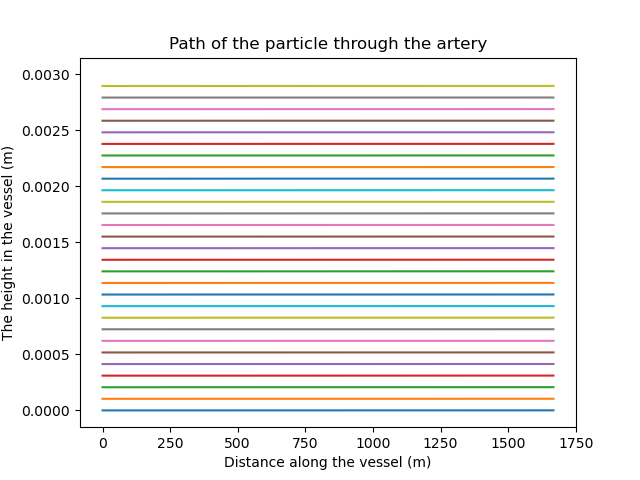 Path of the particle through the artery
The height in the vessel (m)
0.0030
0.0025
0.0020
0.0015
0.0010
0.0005
0.0000
0 250 500 750 1000 1250 1500 1750
Distance along the vessel (m)